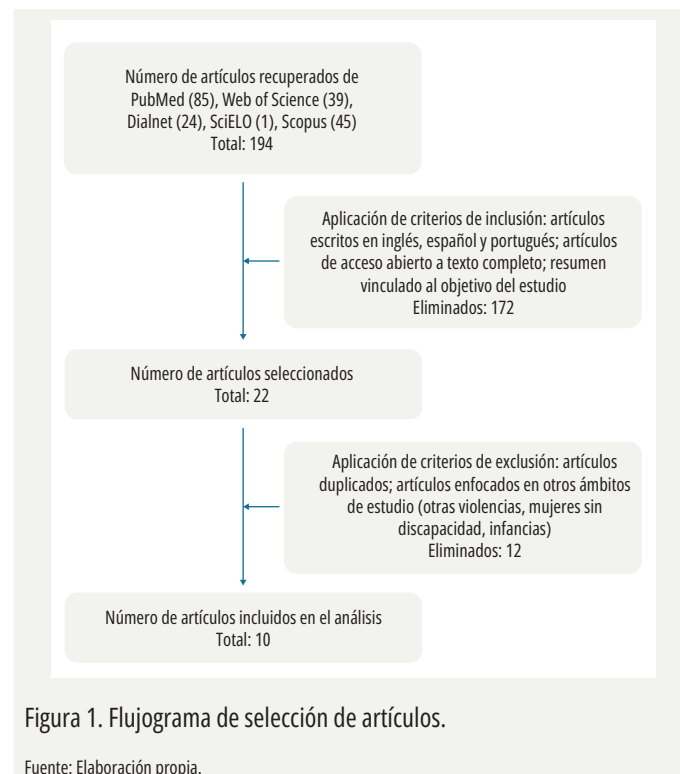 Número de artículos recuperados de
PubMed (85), Web of Science (39),
Dialnet (24), SciELO (1), Scopus (45)
Total: 194
Aplicación de criterios de inclusión: artículos
escritos en inglés, español y portugués; artículos
de acceso abierto a texto completo; resumen
vinculado al objetivo del estudio
Eliminados: 172
Número de artículos seleccionados
Total: 22
Aplicación de criterios de exclusión: artículos
duplicados; artículos enfocados en otros ámbitos
de estudio (otras violencias, mujeres sin
discapacidad, infancias)
Eliminados: 12
Número de artículos incluidos en el análisis
Total: 10
Figura 1. Flujograma de selección de artículos.
Fuente: Elaboración propia.